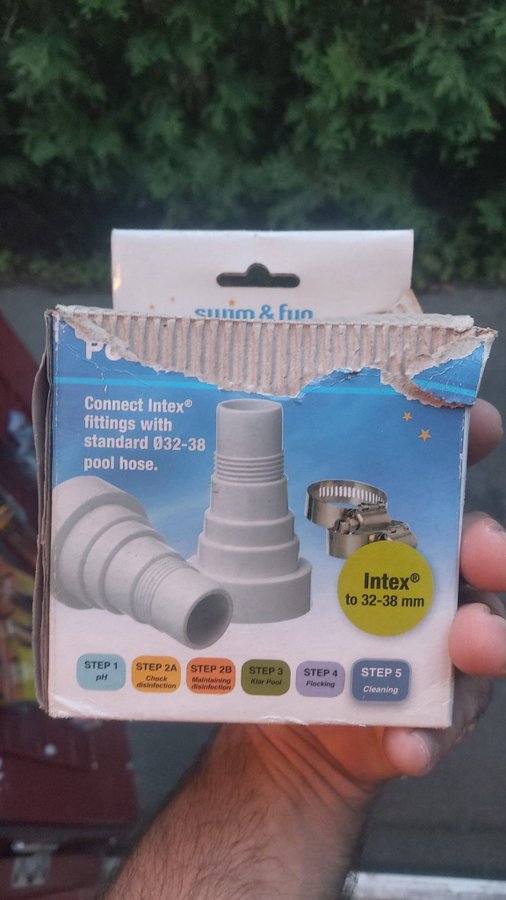 swim & fun
Connect Intex®
fittings with
standard Ø32-38
pool hose.
Intex®
to 32-38 mm
STEP 1
pH
STEP 2A
Chock
disinfection
STEP 2B
Maintaining
disinfection
STEP 3
Klar Pool
STEP 4
Flocking
STEP 5
Cleaning